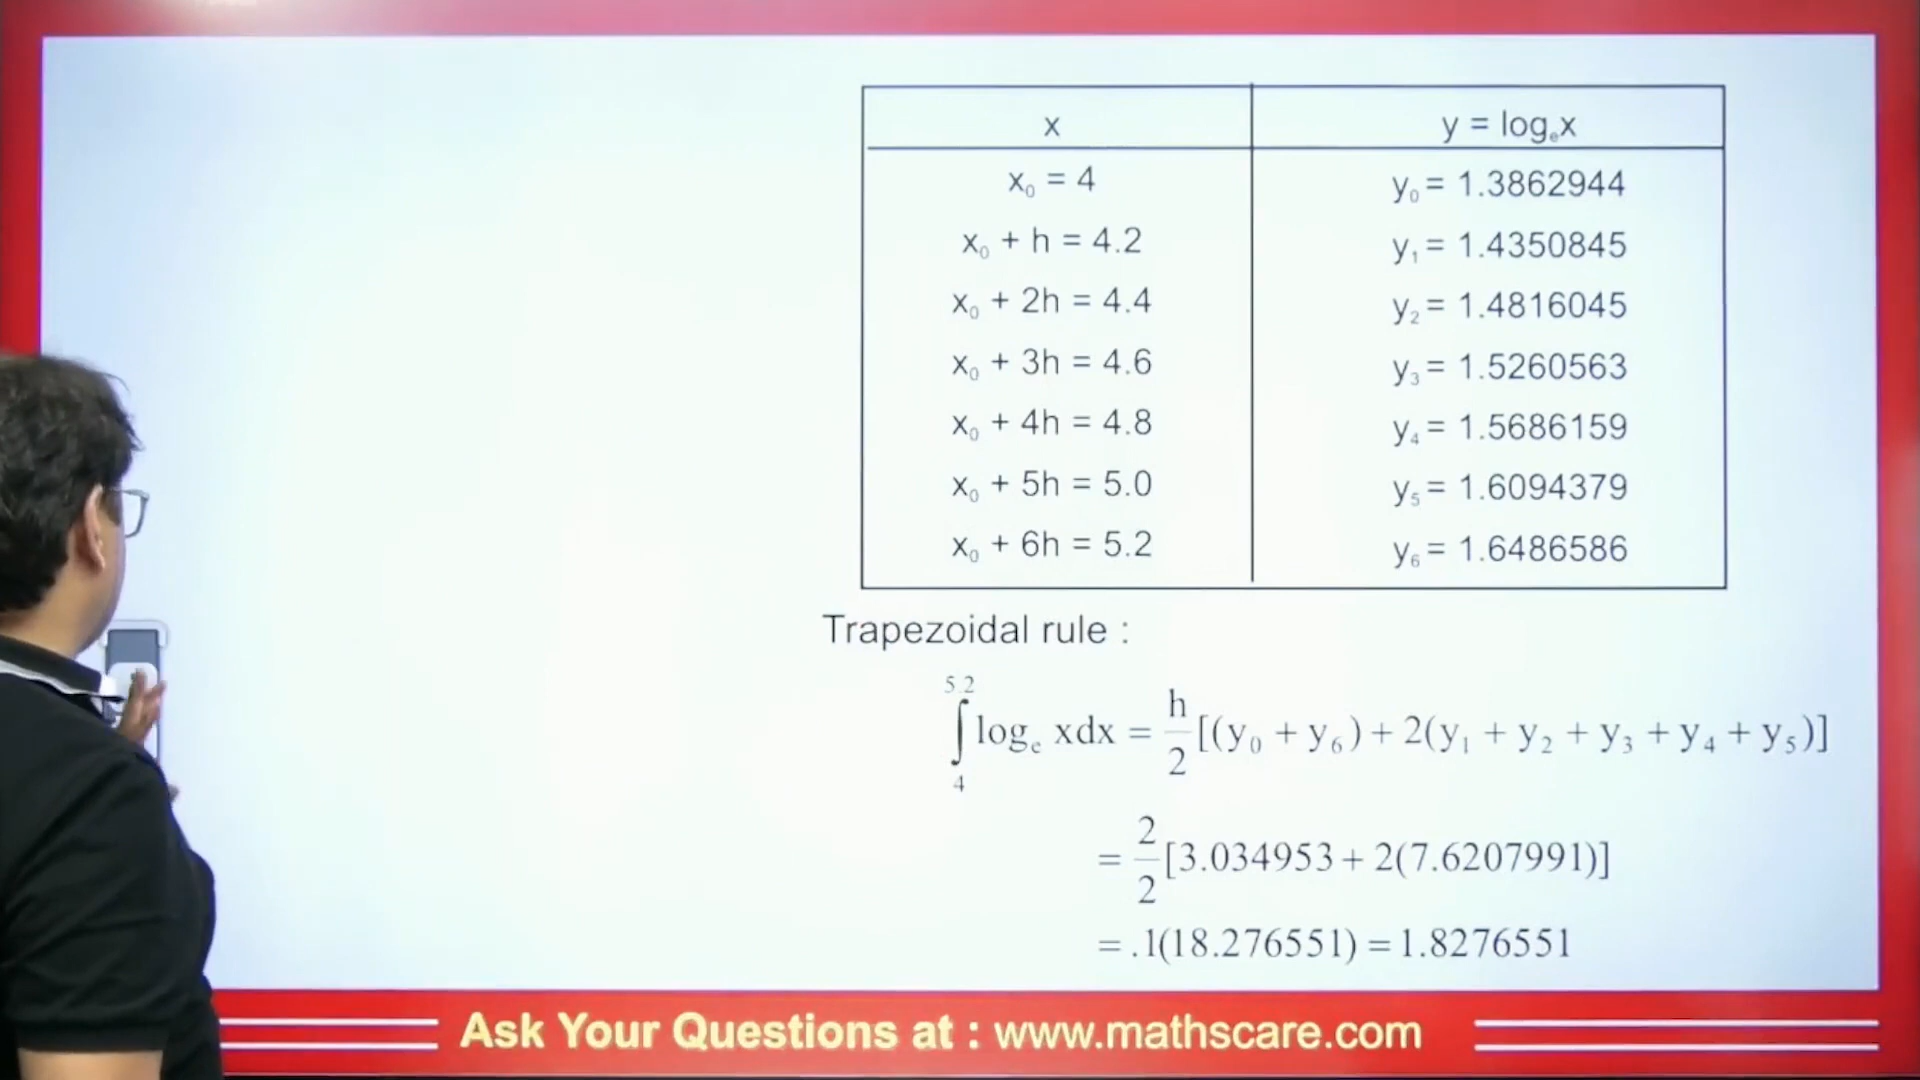 x y = logₑx
x₀ = 4 y₀ = 1.3862944
x₀ + h = 4.2 y₁ = 1.4350845
x₀ + 2h = 4.4 y₂ = 1.4816045
x₀ + 3h = 4.6 y₃ = 1.5260563
x₀ + 4h = 4.8 y₄ = 1.5686159
x₀ + 5h = 5.0 y₅ = 1.6094379
x₀ + 6h = 5.2 y₆ = 1.6486586
Trapezoidal rule :
∫₄^5.2 logₑ xdx = h/2 [(y₀ + y₆) + 2(y₁ + y₂ + y₃ + y₄ + y₅)]
= 2/2 [3.034953 + 2(7.6207991)]
= .1(18.276551) = 1.8276551
Ask Your Questions at : www.mathscare.com